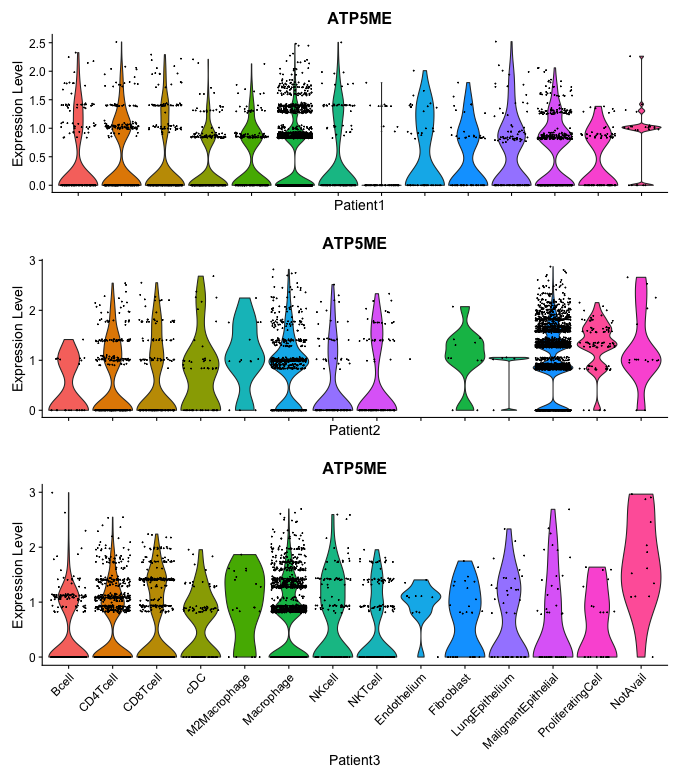 ATP5ME
Expression Level
2.5
2.0
1.5
1.0
0.5
0.0
Patient1
ATP5ME
Expression Level
3
2
1
0
Patient2
ATP5ME
Expression Level
3
2
1
0
Bcell
CD4Tcell
CD8Tcell
cDC
M2Macrophage
Macrophage
NKcell
NKTcell
Endothelium
Fibroblast
LungEpithelium
MalignantEpithelial
ProliferatingCell
NotAvail
Patient3